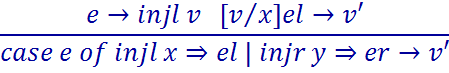 e → injl v [v/x]el → v′
case e of injl x ⇒ el | injr y ⇒ er → v′